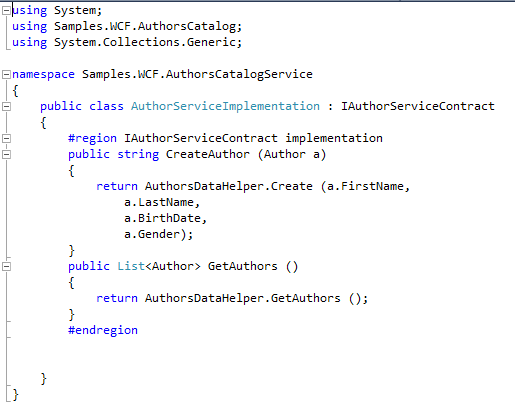 using System;
using Samples.WCF.AuthorsCatalog;
using System.Collections.Generic;
namespace Samples.WCF.AuthorsCatalogService
{
public class AuthorServiceImplementation : IAuthorServiceContract
{
#region IAuthorServiceContract implementation
public string CreateAuthor (Author a)
{
return AuthorsDataHelper.Create (a.FirstName,
a.LastName,
a.BirthDate,
a.Gender);
}
public List<Author> GetAuthors ()
{
return AuthorsDataHelper.GetAuthors ();
}
#endregion
}
}